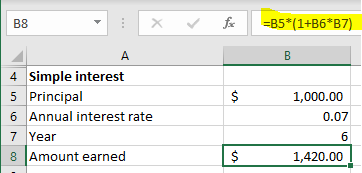 B8 fx =B5*(1+B6*B7)
A B
4 Simple interest
5 Principal $ 1,000.00
6 Annual interest rate 0.07
7 Year 6
8 Amount earned $ 1,420.00